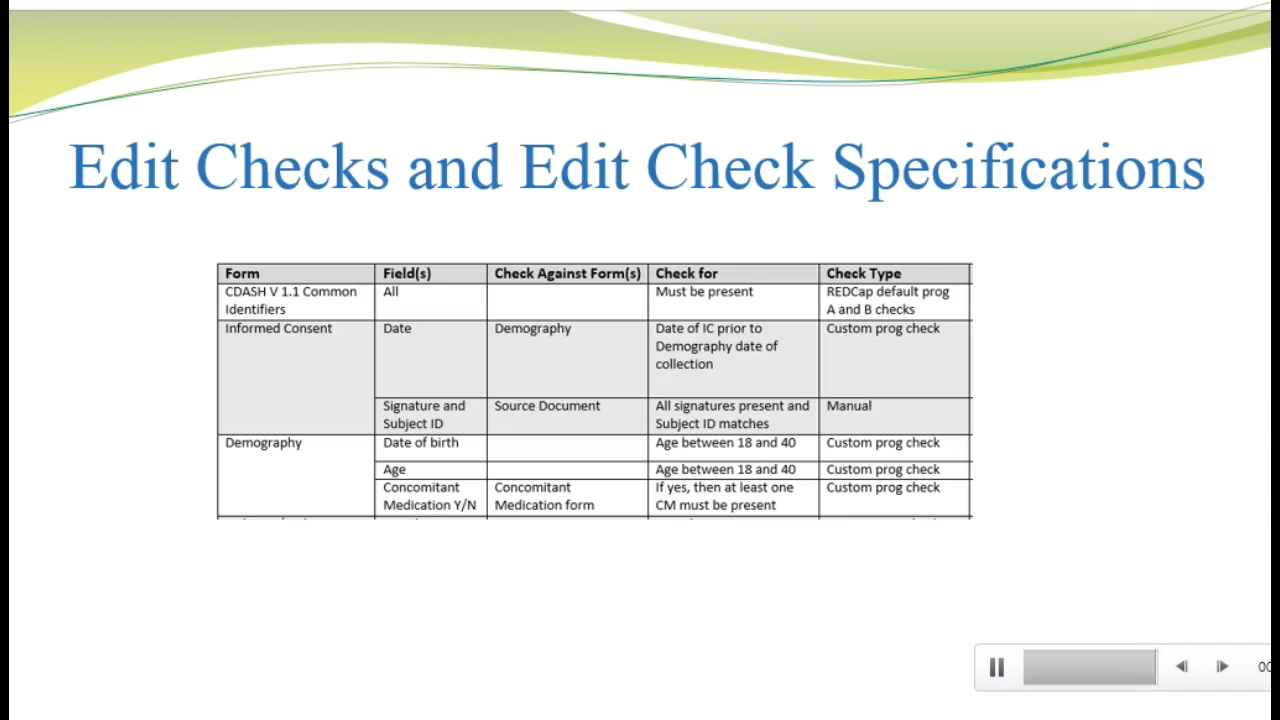 Edit Checks and Edit Check Specifications
Form Field(s) Check Against Form(s) Check for Check Type
CDASH V 1.1 Common All Must be present REDCap default prog
Identifiers A and B checks
Informed Consent Date Demography Date of IC prior to Custom prog check
Demography date of
collection
Signature and Source Document All signatures present and Manual
Subject ID Subject ID matches
Demography Date of birth Age between 18 and 40 Custom prog check
Age Age between 18 and 40 Custom prog check
Concomitant Concomitant If yes, then at least one Custom prog check
Medication Y/N Medication form CM must be present